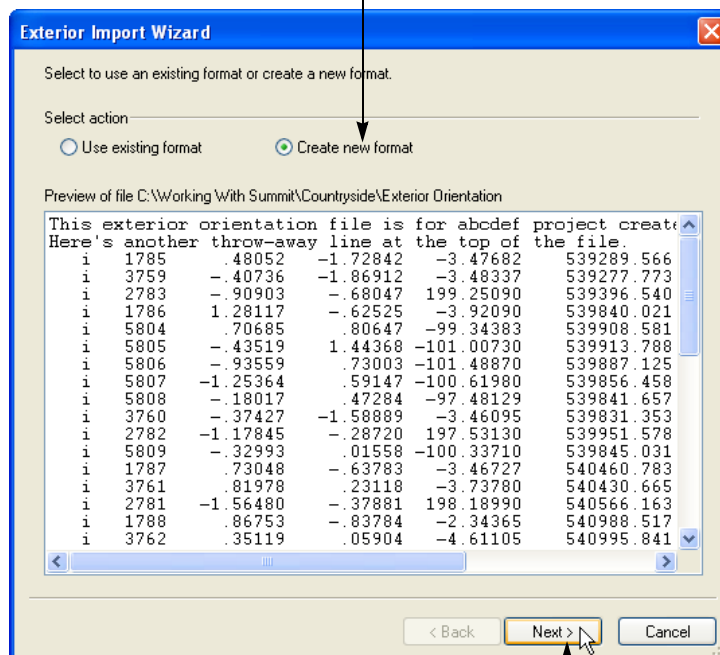 Exterior Import Wizard
Select to use an existing format or create a new format.
Select action
Use existing format Create new format
Preview of file C:\Working With Summit\Countryside\Exterior Orientation
This exterior orientation file is for abcdef project create
Here's another throw-away line at the top of the file.
i 1785 .48052 -1.72842 -3.47682 539289.566
i 3759 -.40736 -1.86912 -3.48337 539277.773
i 2783 -.90903 -.68047 199.25090 539396.540
i 1786 1.28117 -.62525 -3.92090 539840.021
i 5804 .70685 .80647 -99.34383 539908.581
i 5805 -.43519 1.44368 -101.00730 539913.788
i 5806 -.93559 .73003 -101.48870 539887.125
i 5807 -1.25364 .59147 -100.61980 539856.458
i 5808 -.18017 .47284 -97.48129 539841.657
i 3760 -.37427 -1.58889 -3.46095 539831.353
i 2782 -1.17845 -.28720 197.53130 539951.578
i 5809 -.32993 .01558 -100.33710 539845.031
i 1787 .73048 -.63783 -3.46727 540460.783
i 3761 .81978 .23118 -3.73780 540430.665
i 2781 -1.56480 -.37881 198.18990 540566.163
i 1788 .86753 -.83784 -2.34365 540988.517
i 3762 .35119 .05904 -4.61105 540995.841
< Back Next > Cancel